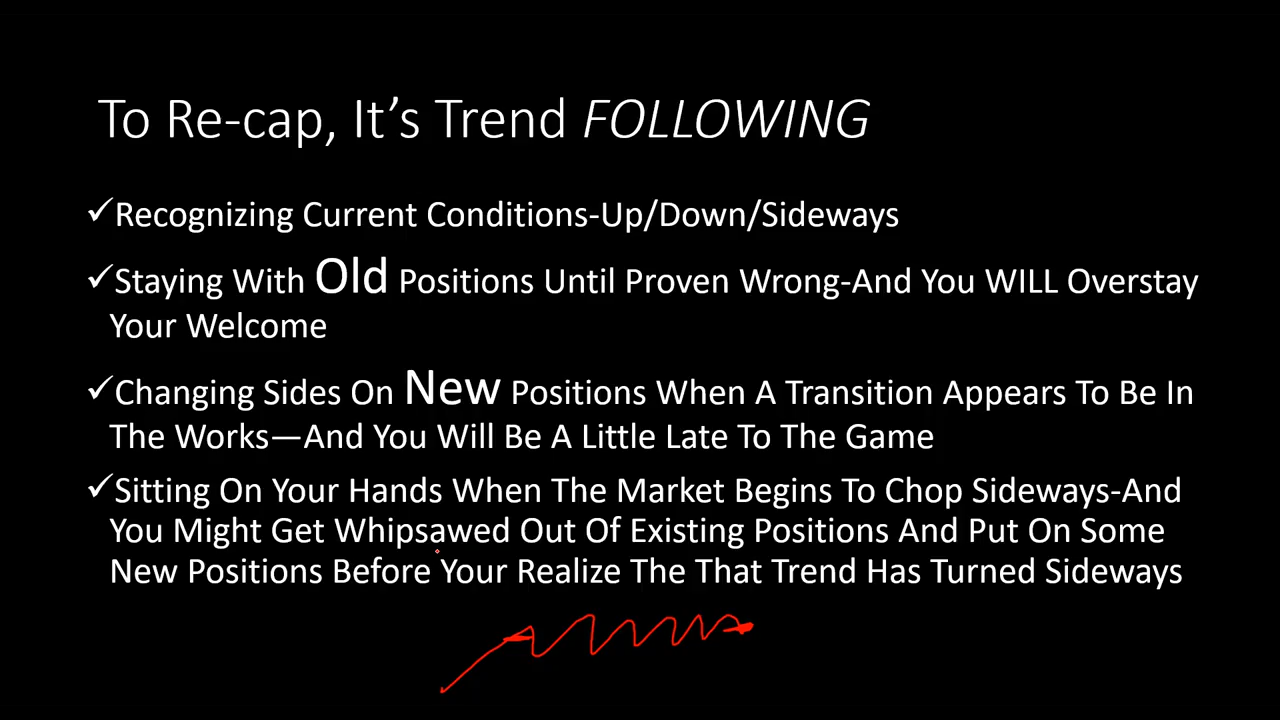 To Re-cap, It's Trend FOLLOWING
✓Recognizing Current Conditions-Up/Down/Sideways
✓Staying With Old Positions Until Proven Wrong-And You WILL Overstay
Your Welcome
✓Changing Sides On New Positions When A Transition Appears To Be In
The Works—And You Will Be A Little Late To The Game
✓Sitting On Your Hands When The Market Begins To Chop Sideways-And
You Might Get Whipsawed Out Of Existing Positions And Put On Some
New Positions Before Your Realize The That Trend Has Turned Sideways